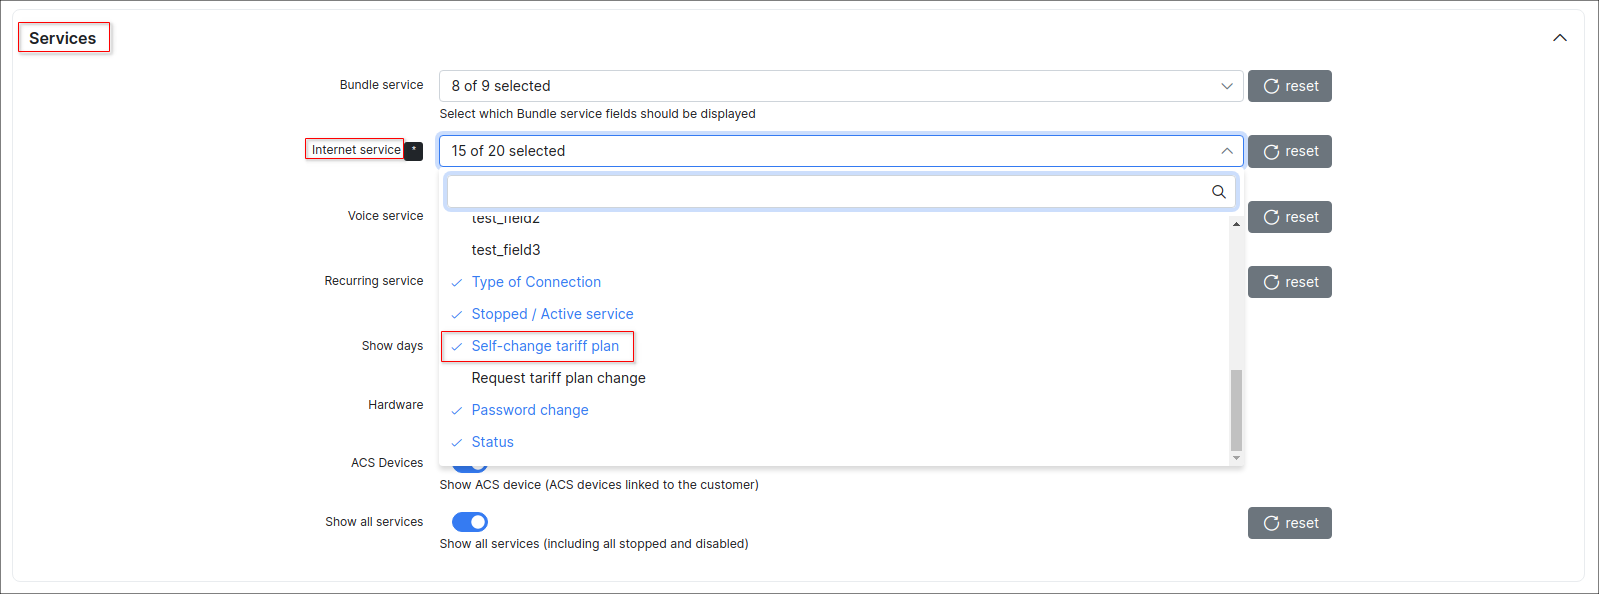 Services
Bundle service
8 of 9 selected
reset
Select which Bundle service fields should be displayed
Internet service *
15 of 20 selected
reset
Voice service
test_field2
reset
test_field3
Recurring service
Type of Connection
reset
Stopped / Active service
Show days
Self-change tariff plan
Request tariff plan change
Hardware
Password change
Status
ACS Devices
Show ACS device (ACS devices linked to the customer)
Show all services
reset
Show all services (including all stopped and disabled)